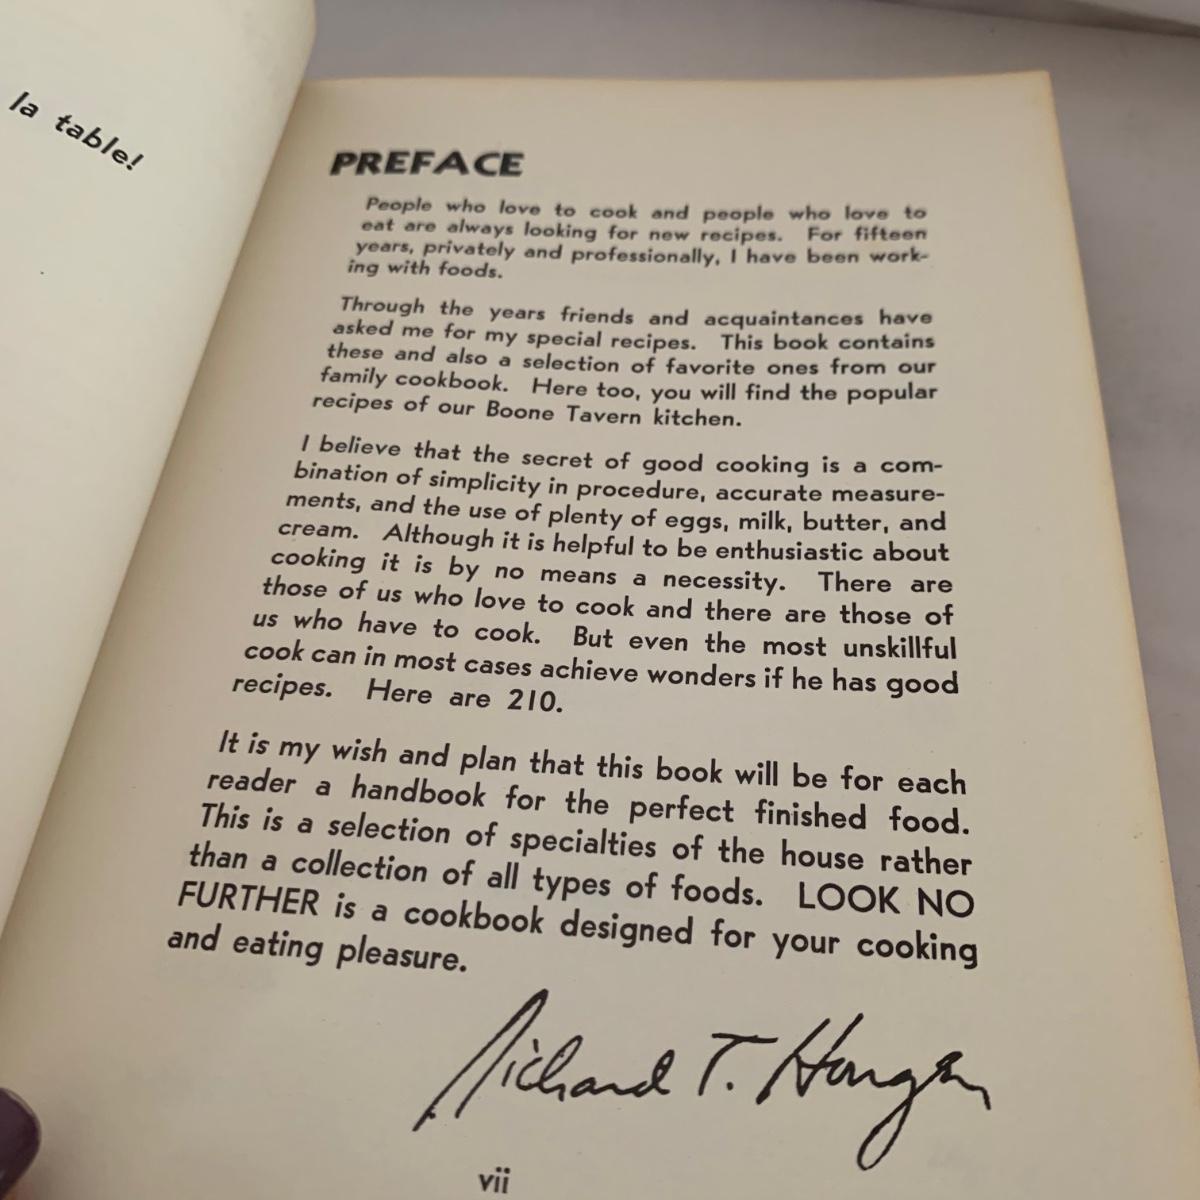 la table!
PREFACE
People who love to cook and people who love to
eat are always looking for new recipes. For fifteen
years, privately and professionally, I have been work-
ing with foods.
Through the years friends and acquaintances have
asked me for my special recipes. This book contains
these and also a selection of favorite ones from our
family cookbook. Here too, you will find the popular
recipes of our Boone Tavern kitchen.
I believe that the secret of good cooking is a com-
bination of simplicity in procedure, accurate measure-
ments, and the use of plenty of eggs, milk, butter, and
cream. Although it is helpful to be enthusiastic about
cooking it is by no means a necessity. There are
those of us who love to cook and there are those of
us who have to cook. But even the most unskillful
cook can in most cases achieve wonders if he has good
recipes. Here are 210.
It is my wish and plan that this book will be for each
reader a handbook for the perfect finished food.
This is a selection of specialties of the house rather
than a collection of all types of foods. LOOK NO
FURTHER is a cookbook designed for your cooking
and eating pleasure.
Richard T. Hougen
vii